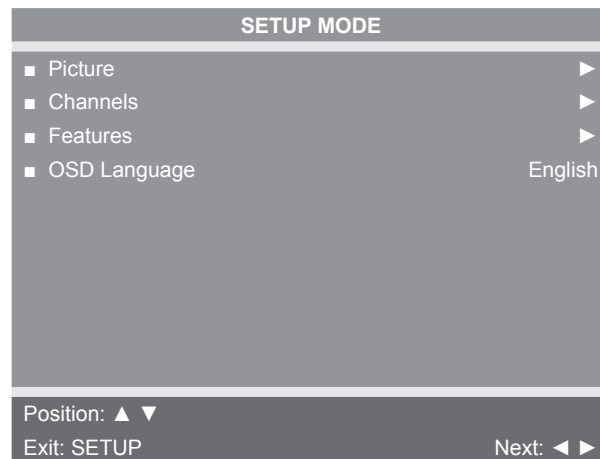 SETUP MODE
■ Picture ►
■ Channels ►
■ Features ►
■ OSD Language English
Position: ▲ ▼
Exit: SETUP Next: ◄ ►